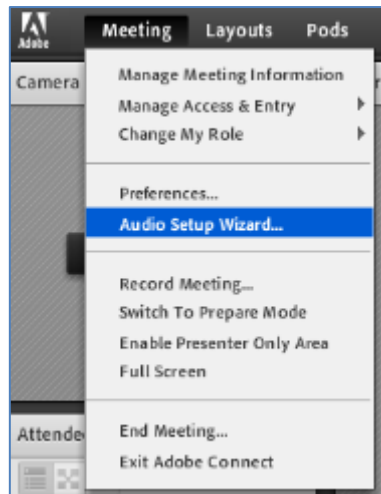 Adobe
Meeting Layouts Pods
Camera
Manage Meeting Information
Manage Access & Entry
Change My Role
Preferences...
Audio Setup Wizard...
Record Meeting...
Switch To Prepare Mode
Enable Presenter Only Area
Full Screen
Attende
End Meeting...
Exit Adobe Connect